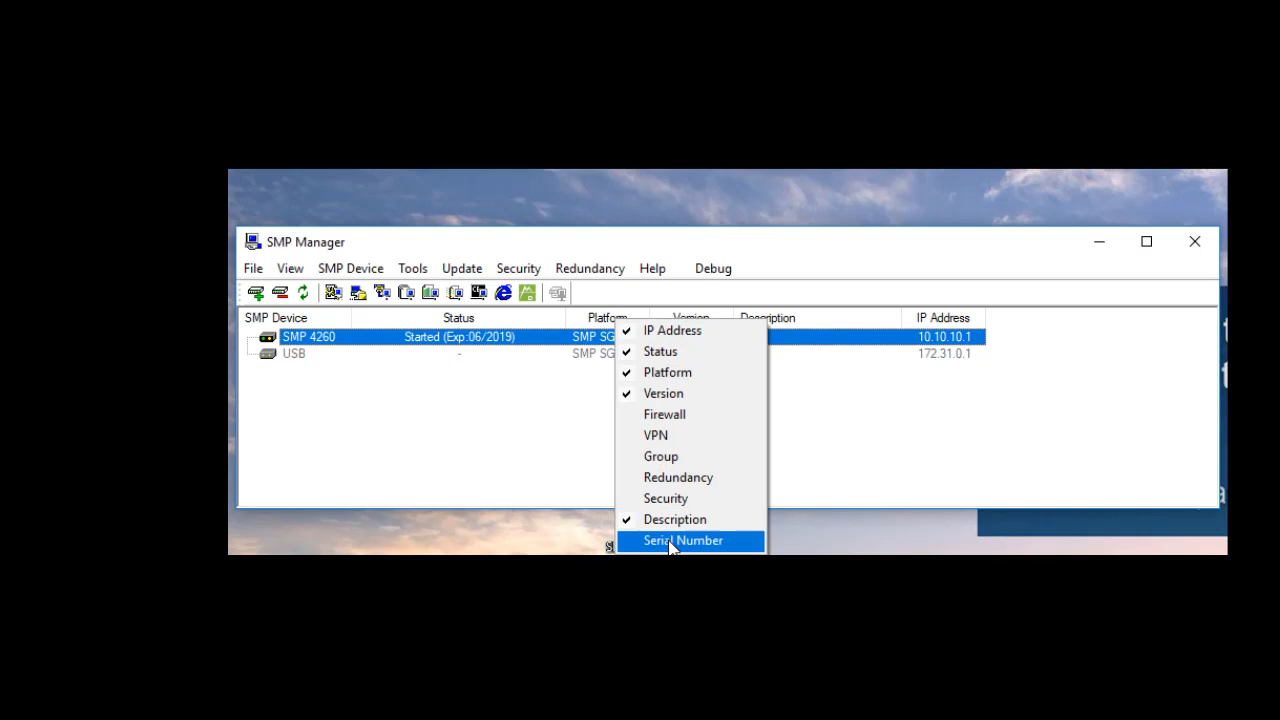 SMP Manager
File View SMP Device Tools Update Security Redundancy Help Debug
SMP Device Status Platform Version Description IP Address
SMP 4260 Started (Exp:06/2019) SMP SG 10.10.10.1
USB - SMP SG 172.31.0.1
IP Address
Status
Platform
Version
Firewall
VPN
Group
Redundancy
Security
Description
Serial Number